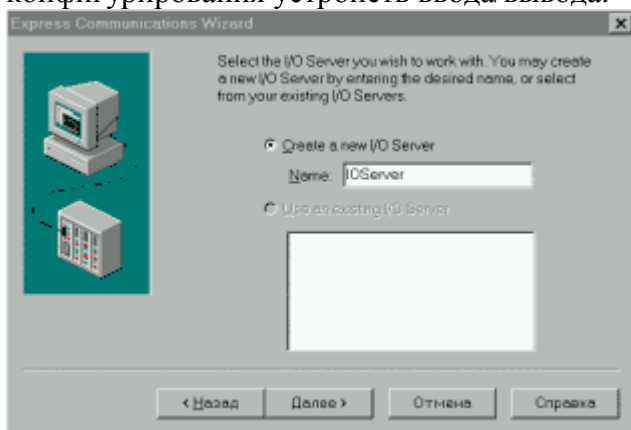 конфигурирования устройств ввода/вывода.
Express Communications Wizard
Select the I/O Server you wish to work with. You may create
a new I/O Server by entering the desired name, or select
from your existing I/O Servers.
Create a new I/O Server
Name: IOServer
Use an existing I/O Server
< Назад Далее > Отмена Справка